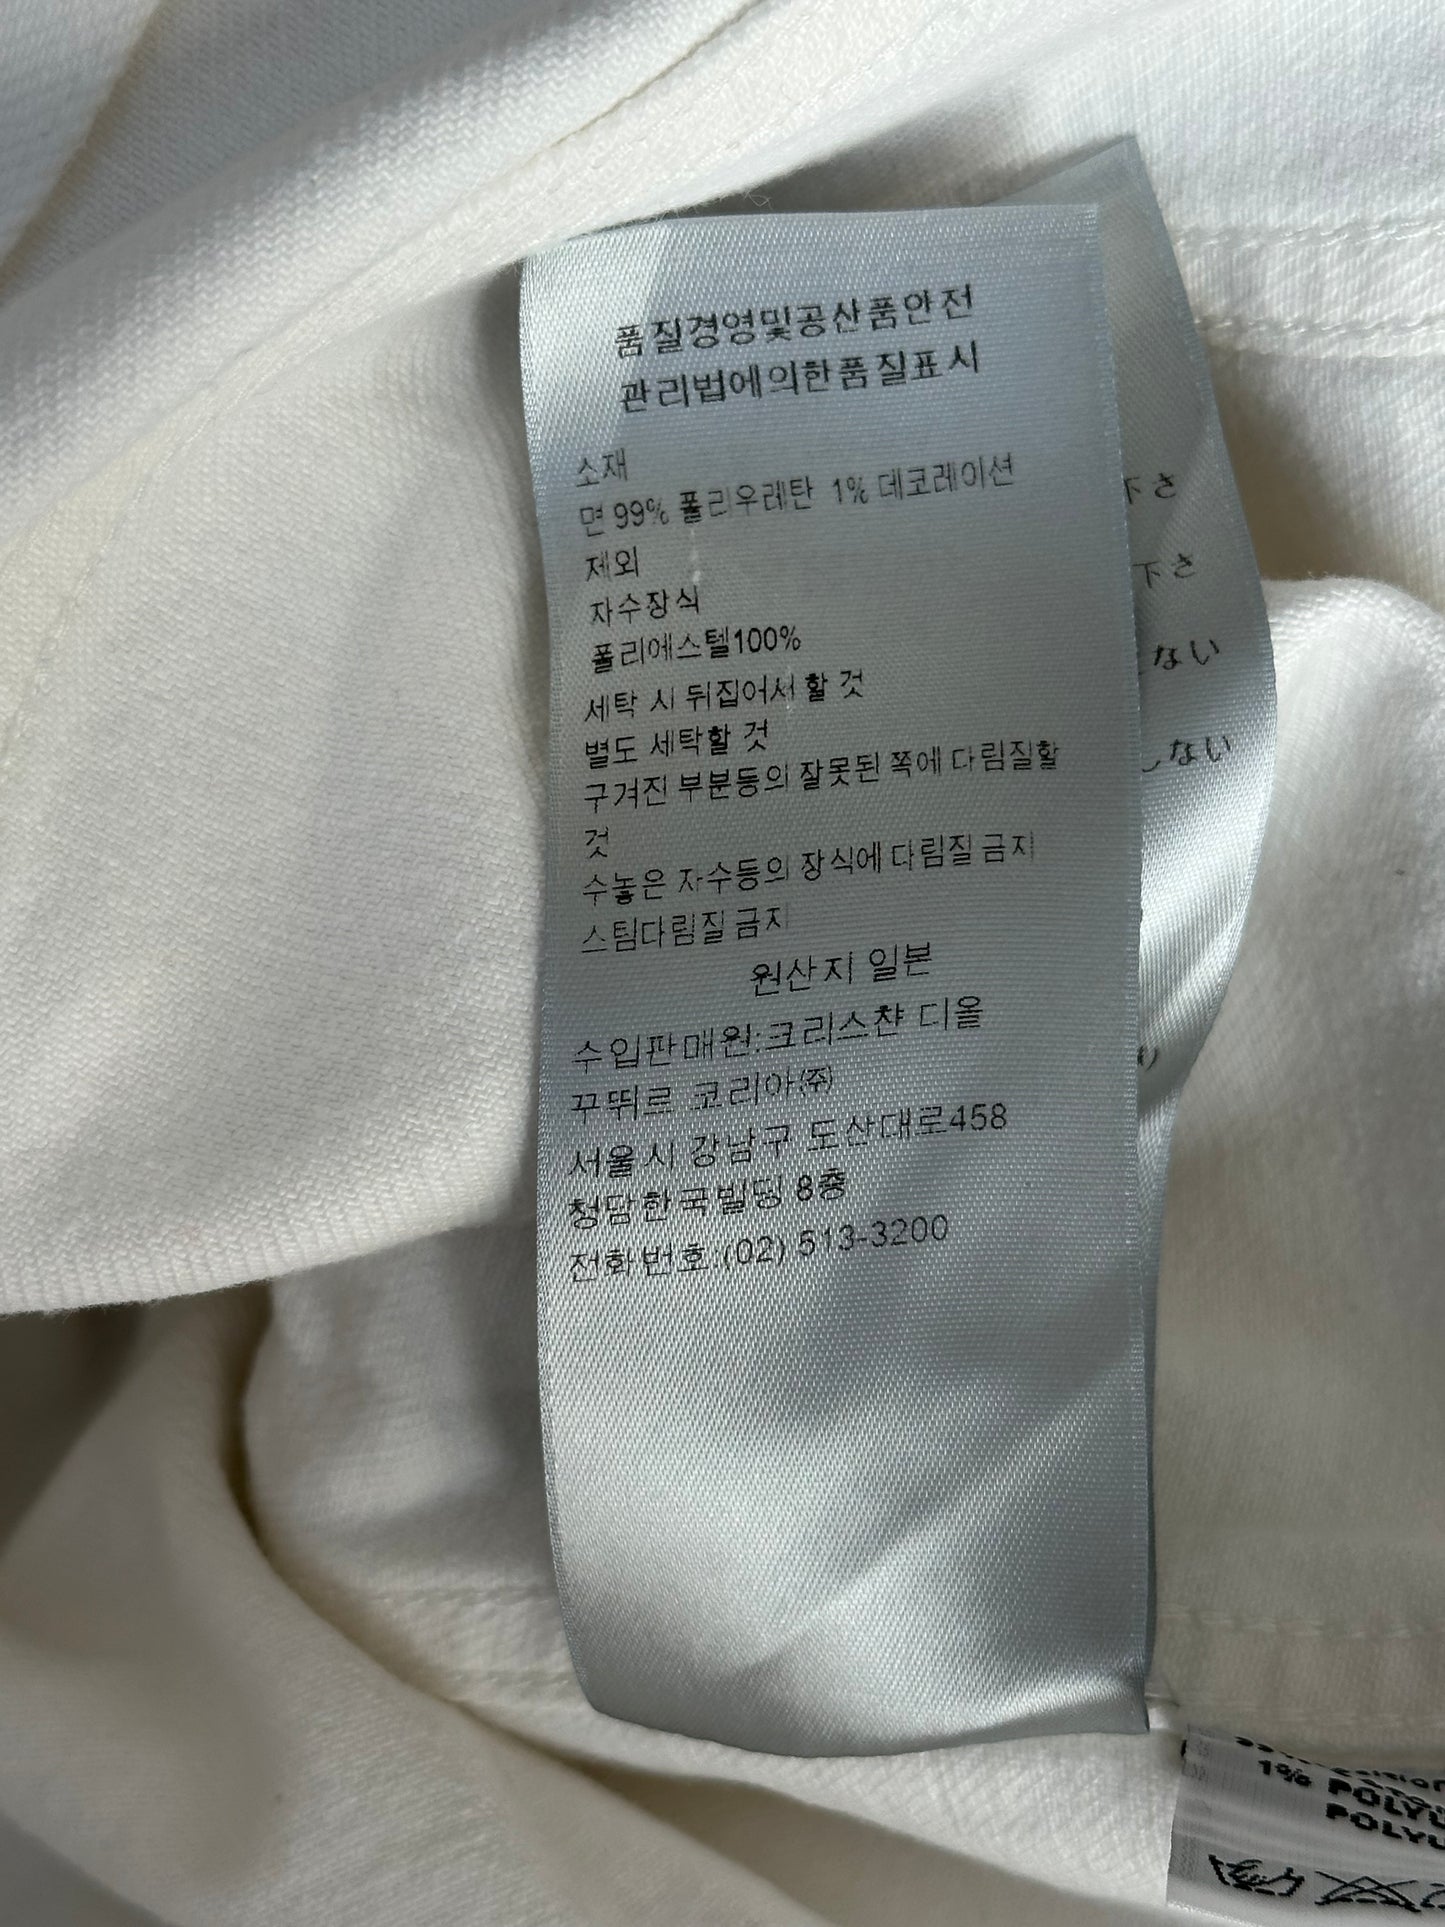 품질경영및공산품안전
관리법에의한품질표시
소재
면 99% 폴리우레탄 1% 데코레이션
제외
자수장식
폴리에스텔100%
세탁 시 뒤집어서 할 것
별도 세탁할 것
구겨진 부분등의 잘못된 쪽에 다림질할
것
수놓은 자수등의 장식에 다림질 금지
스팀다림질 금지
원산지 일본
수입판매원:크리스챤 디올
꾸뛰르 코리아㈜
서울시 강남구 도산대로458
청담한국빌딩 8층
전화번호:(02) 513-3200
ない
ない
1% POLYU
POLYU